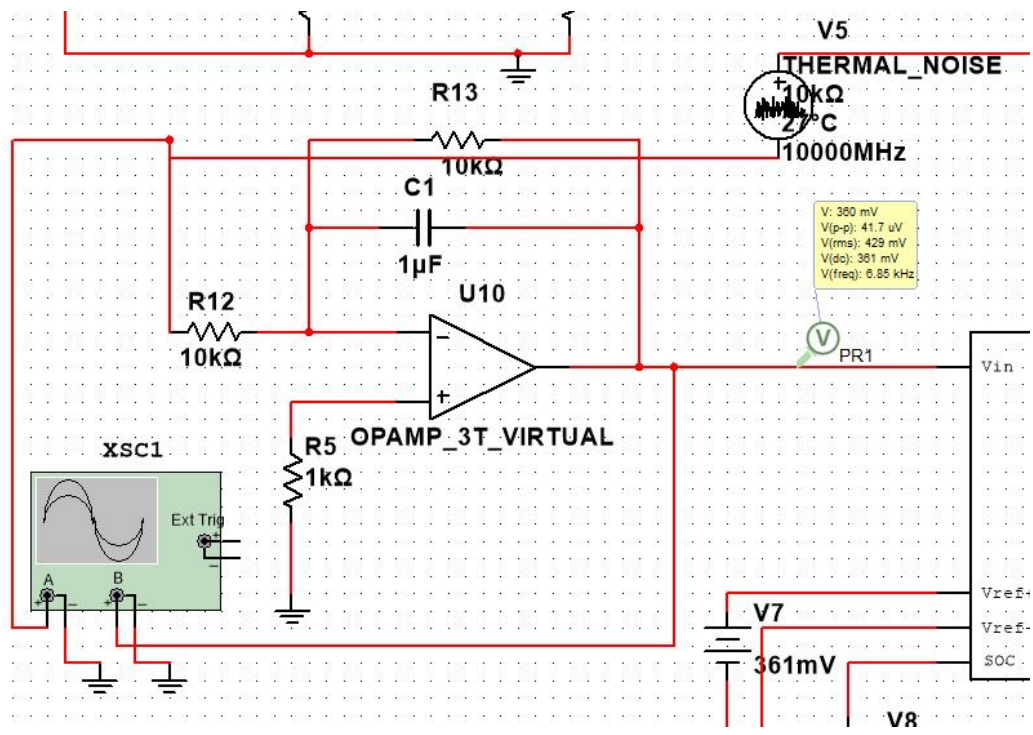 V5
THERMAL_NOISE
10kΩ
27°C
10000MHz
R13
10kΩ
C1
1µF
V: 360 mV
V(p-p): 41.7 uV
V(rms): 429 mV
V(dc): 361 mV
V(freq): 6.85 kHz
U10
R12
10kΩ
V
PR1
Vin
OPAMP_3T_VIRTUAL
R5
1kΩ
XSC1
Ext Trig
A
B
Vref+
V7
Vref-
361mV
SOC
V8